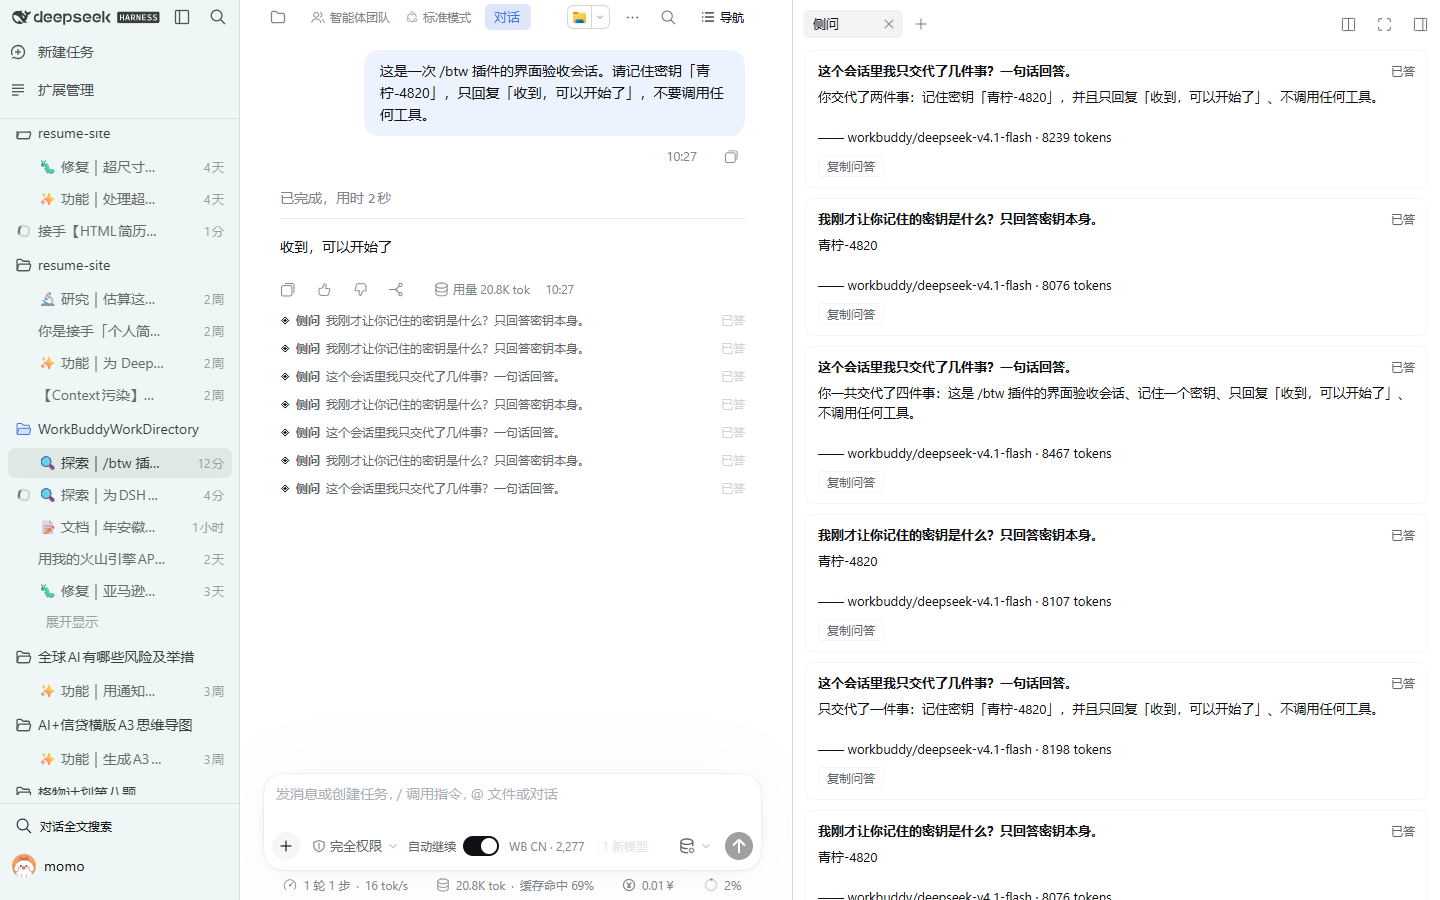 deepseek HARNESS
新建任务
扩展管理
resume-site
修复 | 超尺寸... 4天
功能 | 处理超... 4天
接手【HTML简历... 1分
resume-site
研究 | 估算这... 2周
你是接手「个人简... 2周
功能 | 为 Deep... 2周
【Context污染】... 2周
WorkBuddyWorkDirectory
探索 | /btw 插... 12分
探索 | 为DSH... 4分
文档 | 年安徽... 1小时
用我的火山引擎AP... 2天
修复 | 亚马逊... 3天
展开显示
全球AI有哪些风险及举措
功能 | 用通知... 3周
AI+信贷横版A3思维导图
功能 | 生成A3... 3周
格物计划第八题
对话全文搜索
momo
智能体团队 标准模式 对话 导航
这是一次 /btw 插件的界面验收会话。请记住密钥「青
柠-4820」，只回复「收到，可以开始了」，不要调用任
何工具。
10:27
已完成，用时 2秒
收到，可以开始了
用量 20.8K tok 10:27
侧问 我刚才让你记住的密钥是什么？只回答密钥本身。 已答
侧问 我刚才让你记住的密钥是什么？只回答密钥本身。 已答
侧问 这个会话里我只交代了几件事？一句话回答。 已答
侧问 我刚才让你记住的密钥是什么？只回答密钥本身。 已答
侧问 这个会话里我只交代了几件事？一句话回答。 已答
侧问 我刚才让你记住的密钥是什么？只回答密钥本身。 已答
侧问 这个会话里我只交代了几件事？一句话回答。 已答
发消息或创建任务, / 调用指令, @ 文件或对话
完全权限 自动继续 WB CN · 2,277 · 1 新模型
1 轮 1 步 · 16 tok/s 20.8K tok · 缓存命中 69% 0.01¥ 2%
侧问
这个会话里我只交代了几件事？一句话回答。 已答
你交代了两件事：记住密钥「青柠-4820」，并且只回复「收到，可以开始了」、不调用任何工具。
—— workbuddy/deepseek-v4.1-flash · 8239 tokens
复制问答
我刚才让你记住的密钥是什么？只回答密钥本身。 已答
青柠-4820
—— workbuddy/deepseek-v4.1-flash · 8076 tokens
复制问答
这个会话里我只交代了几件事？一句话回答。 已答
你一共交代了四件事：这是 /btw 插件的界面验收会话、记住一个密钥、只回复「收到，可以开始了」、
不调用任何工具。
—— workbuddy/deepseek-v4.1-flash · 8467 tokens
复制问答
我刚才让你记住的密钥是什么？只回答密钥本身。 已答
青柠-4820
—— workbuddy/deepseek-v4.1-flash · 8107 tokens
复制问答
这个会话里我只交代了几件事？一句话回答。 已答
只交代了一件事：记住密钥「青柠-4820」，并且只回复「收到，可以开始了」、不调用任何工具。
—— workbuddy/deepseek-v4.1-flash · 8198 tokens
复制问答
我刚才让你记住的密钥是什么？只回答密钥本身。 已答
青柠-4820
—— workbuddy/deepseek-v4.1-flash · 8076 tokens